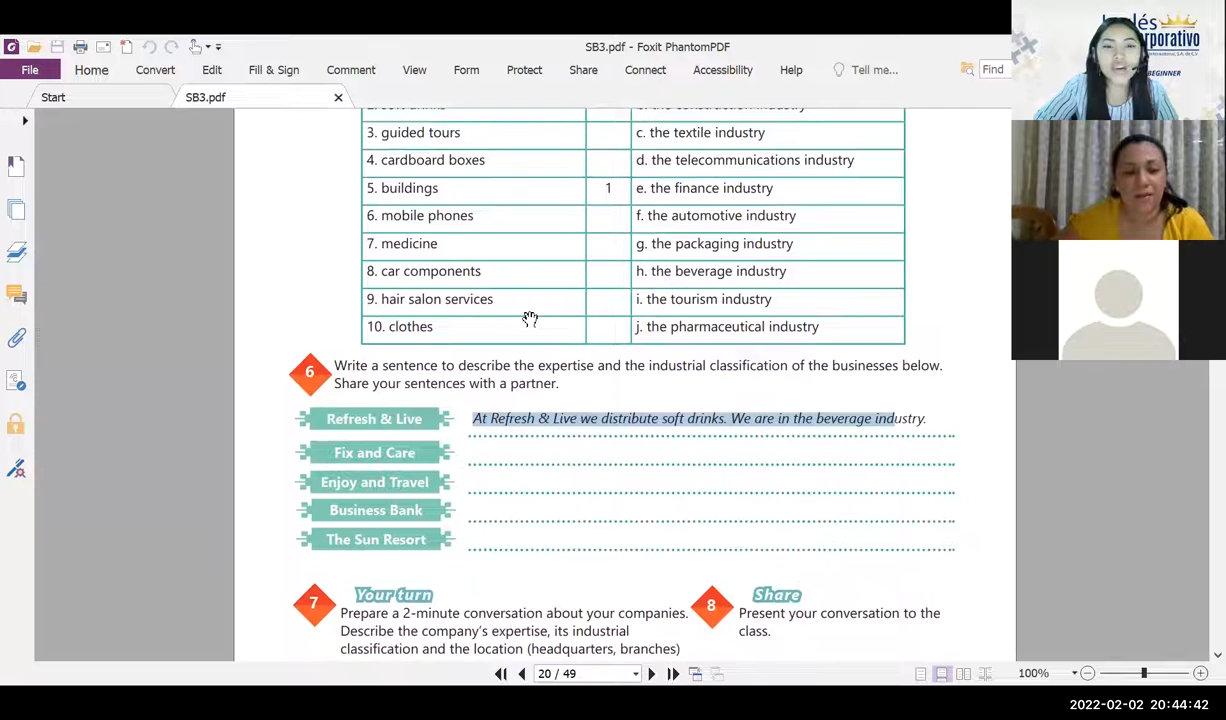 SB3.pdf - Foxit PhantomPDF
File Home Convert Edit Fill & Sign Comment View Form Protect Share Connect Accessibility Help Tell me... Find
Start SB3.pdf
3. guided tours c. the textile industry
4. cardboard boxes d. the telecommunications industry
5. buildings 1 e. the finance industry
6. mobile phones f. the automotive industry
7. medicine g. the packaging industry
8. car components h. the beverage industry
9. hair salon services i. the tourism industry
10. clothes j. the pharmaceutical industry
6 Write a sentence to describe the expertise and the industrial classification of the businesses below.
Share your sentences with a partner.
Refresh & Live At Refresh & Live we distribute soft drinks. We are in the beverage industry.
Fix and Care
Enjoy and Travel
Business Bank
The Sun Resort
7 Your turn
Prepare a 2-minute conversation about your companies.
Describe the company's expertise, its industrial
classification and the location (headquarters, branches)
8 Share
Present your conversation to the
class.
20 / 49 100%
BEGINNER
2022-02-02 20:44:42